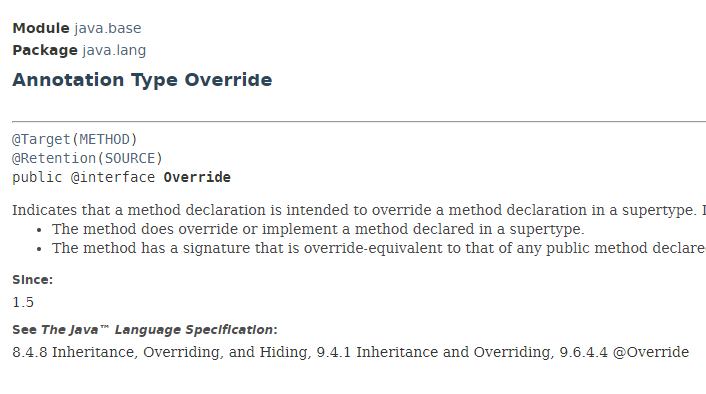 Module java.base
Package java.lang
Annotation Type Override
@Target(METHOD)
@Retention(SOURCE)
public @interface Override
Indicates that a method declaration is intended to override a method declaration in a supertype.
• The method does override or implement a method declared in a supertype.
• The method has a signature that is override-equivalent to that of any public method declare
Since:
1.5
See The Java™ Language Specification:
8.4.8 Inheritance, Overriding, and Hiding, 9.4.1 Inheritance and Overriding, 9.6.4.4 @Override